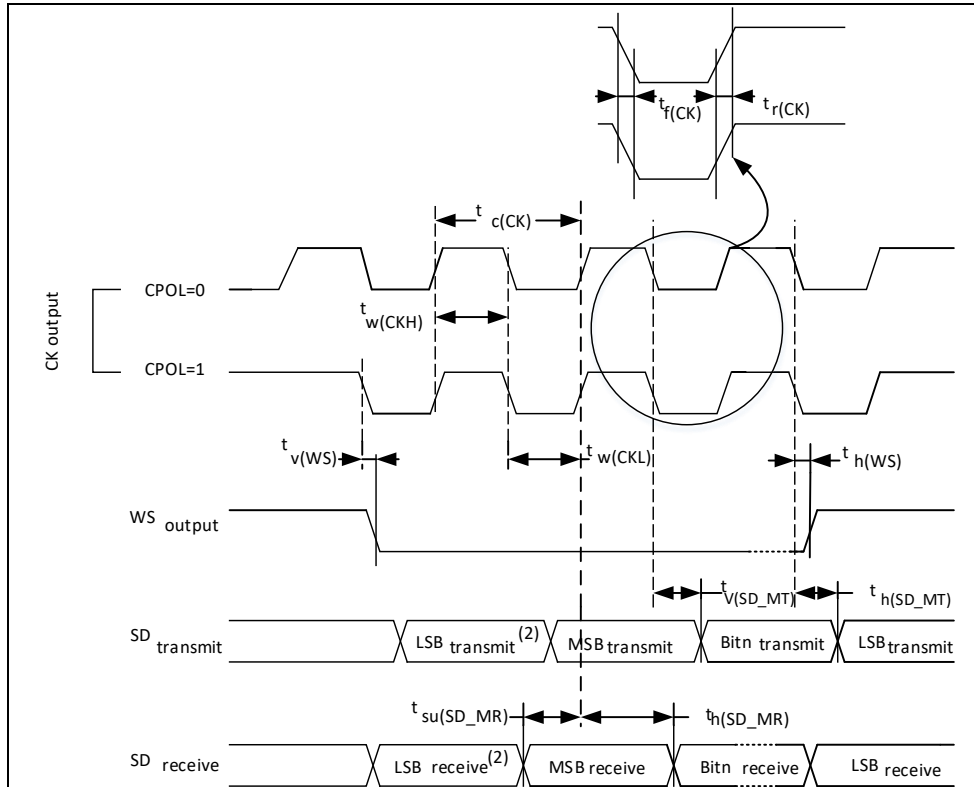 tf(CK)
tr(CK)
tc(CK)
CK output
CPOL=0
tw(CKH)
CPOL=1
tv(WS)
tw(CKL)
th(WS)
WS output
tV(SD_MT)
th(SD_MT)
SD transmit
LSB transmit(2)
MSB transmit
Bitn transmit
LSB transmit
tsu(SD_MR)
th(SD_MR)
SD receive
LSB receive(2)
MSB receive
Bitn receive
LSB receive